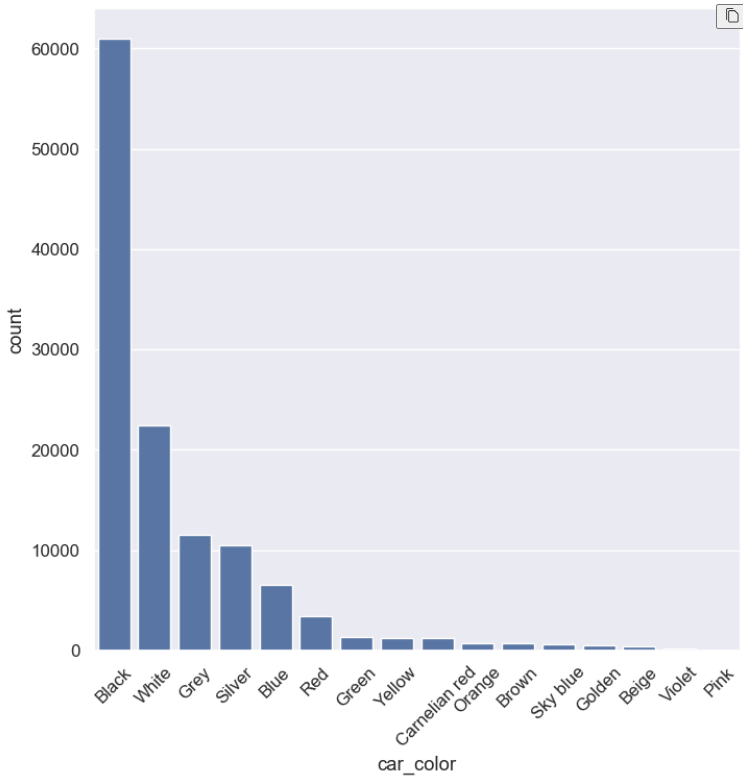 60000
50000
40000
30000
20000
10000
0
count
Black
White
Grey
Silver
Blue
Red
Green
Yellow
Carnelian red
Orange
Brown
Sky blue
Golden
Beige
Violet
Pink
car_color